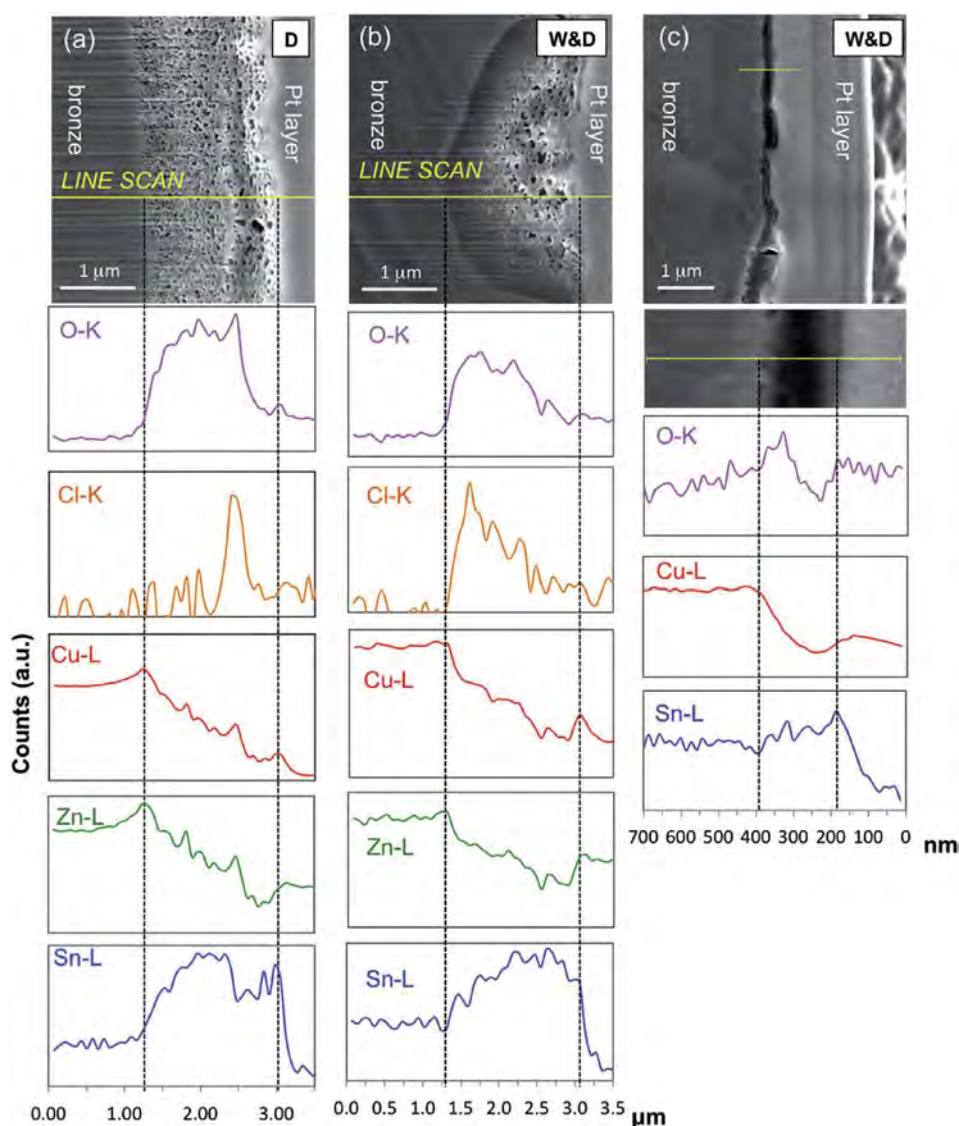 (a)
D
bronze
Pt layer
LINE SCAN
1 μm
(b)
W&D
bronze
Pt layer
LINE SCAN
1 μm
(c)
W&D
bronze
Pt layer
1 μm
O-K
Cl-K
Cu-L
Zn-L
Sn-L
0.00 1.00 2.00 3.00
O-K
Cl-K
Cu-L
Zn-L
Sn-L
0.0 0.5 1.0 1.5 2.0 2.5 3.0 3.5 μm
O-K
Cu-L
Sn-L
700 600 500 400 300 200 100 0 nm
Counts (a.u.)